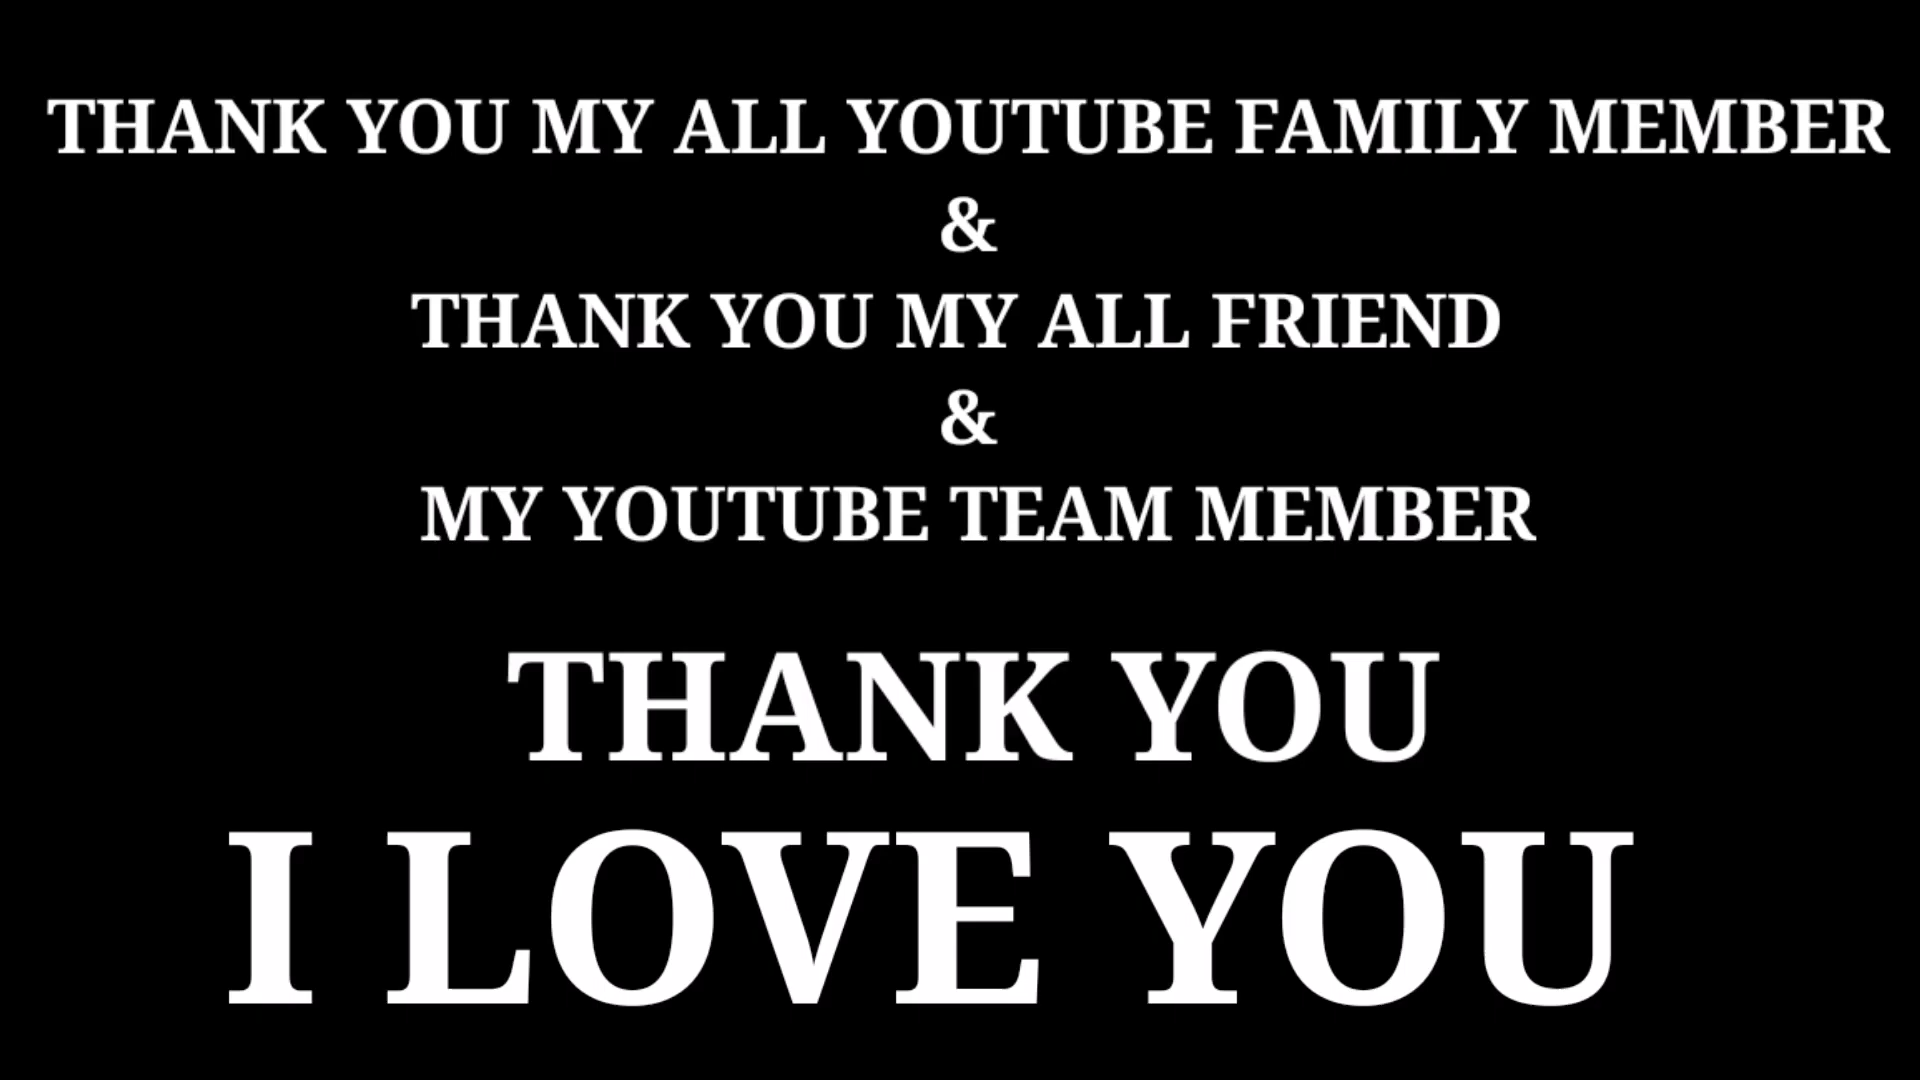 THANK YOU MY ALL YOUTUBE FAMILY MEMBER
&
THANK YOU MY ALL FRIEND
&
MY YOUTUBE TEAM MEMBER
THANK YOU
I LOVE YOU